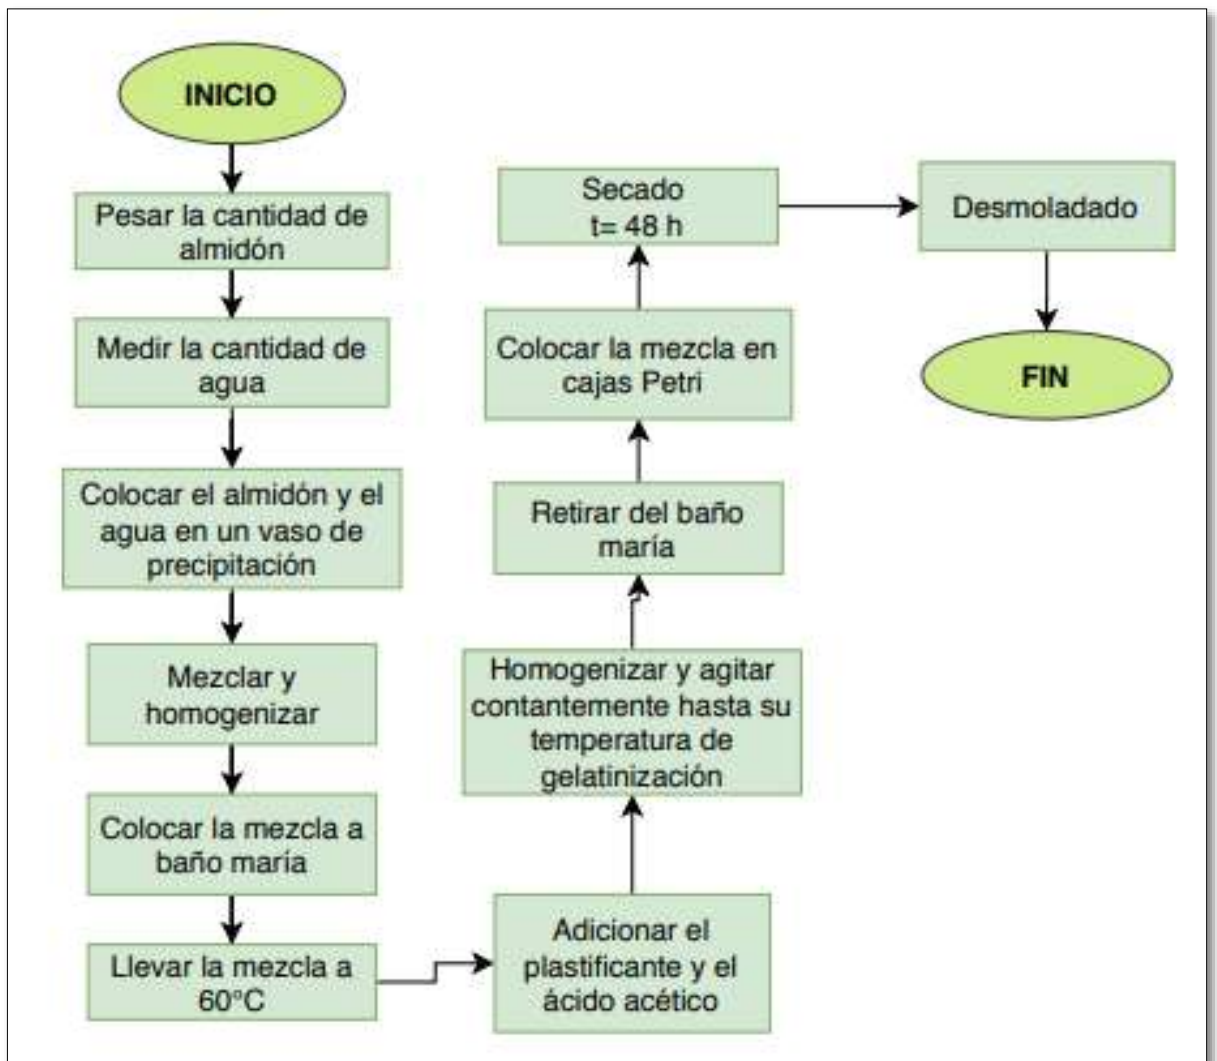 INICIO
Pesar la cantidad de
almidón
Medir la cantidad de
agua
Colocar el almidón y el
agua en un vaso de
precipitación
Mezclar y
homogenizar
Colocar la mezcla a
baño maría
Llevar la mezcla a
60°C
Adicionar el
plastificante y el
ácido acético
Homogenizar y agitar
contantemente hasta su
temperatura de
gelatinización
Retirar del baño
maría
Colocar la mezcla en
cajas Petri
Secado
t= 48 h
Desmoladado
FIN